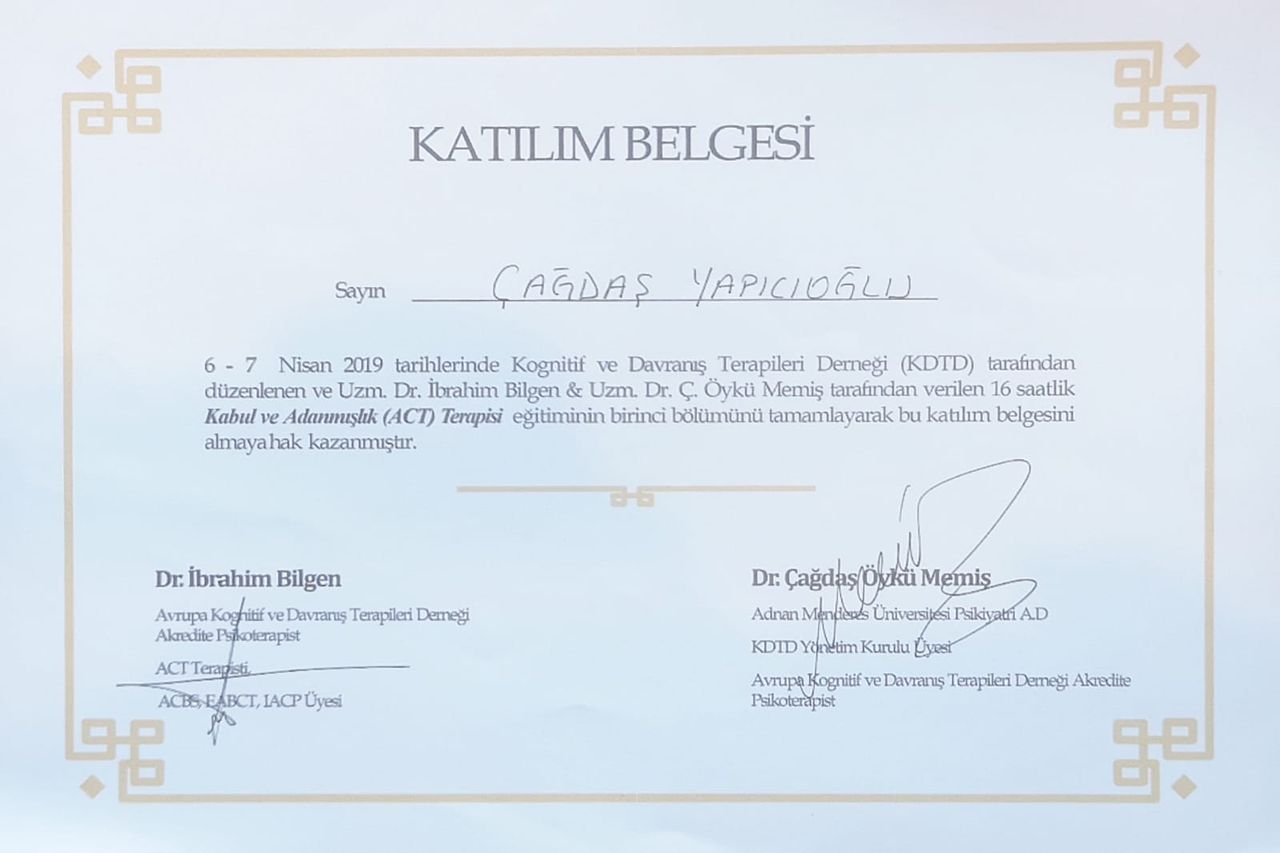 KATILIM BELGESİ
Sayın ÇAĞDAŞ YAPICIOĞLU
6 - 7 Nisan 2019 tarihlerinde Kognitif ve Davranış Terapileri Derneği (KDTD) tarafından
düzenlenen ve Uzm. Dr. İbrahim Bilgen & Uzm. Dr. Ç. Öykü Memiş tarafından verilen 16 saatlik
Kabul ve Adanmışlık (ACT) Terapisi eğitiminin birinci bölümünü tamamlayarak bu katılım belgesini
almaya hak kazanmıştır.
Dr. İbrahim Bilgen
Avrupa Kognitif ve Davranış Terapileri Derneği
Akredite Psikoterapist
ACT Terapisti,
ACBS, EABCT, IACP Üyesi
Dr. Çağdaş Öykü Memiş
Adnan Menderes Üniversitesi Psikiyatri A.D
KDTD Yönetim Kurulu Üyesi
Avrupa Kognitif ve Davranış Terapileri Derneği Akredite
Psikoterapist